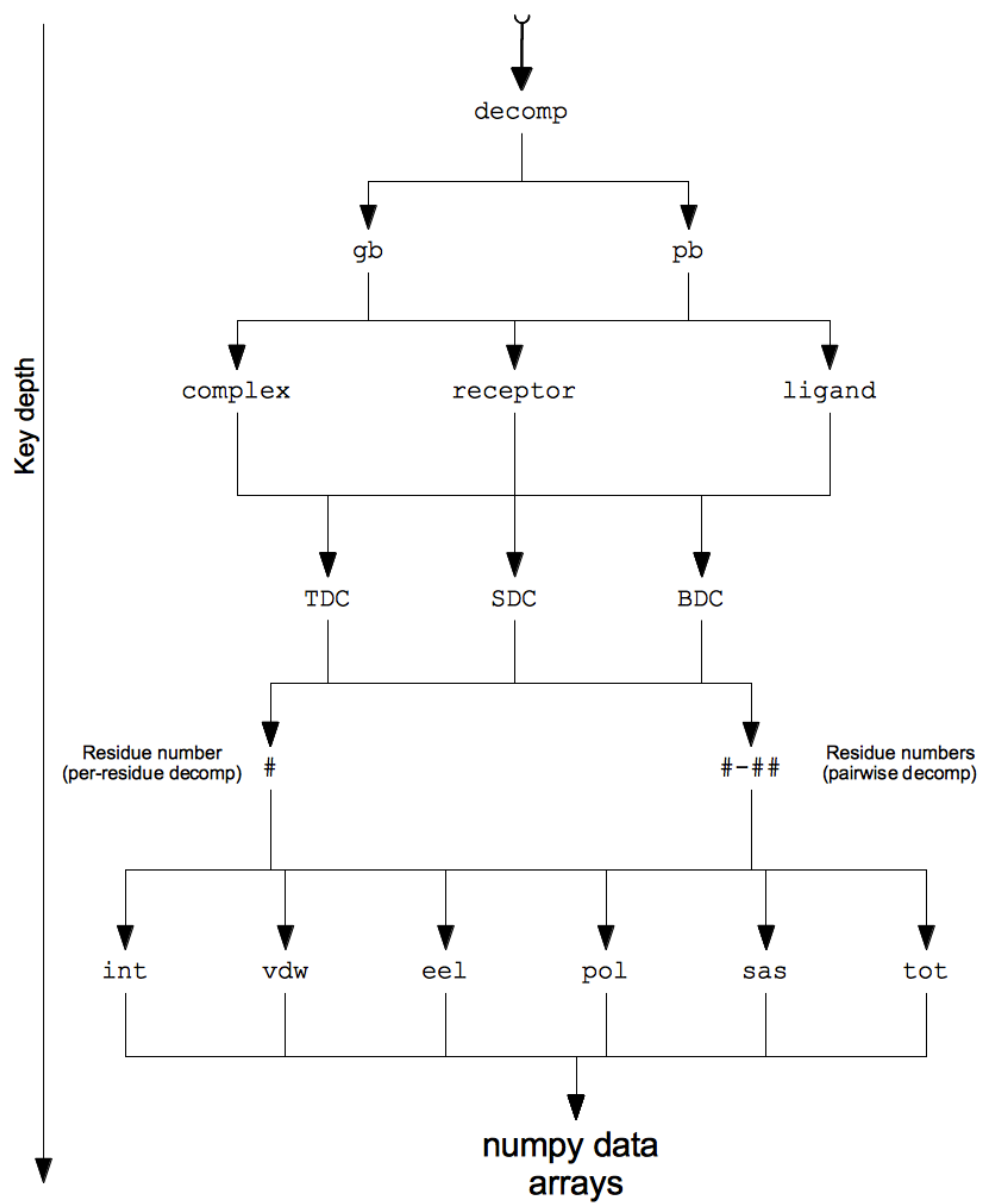 decomp
gb pb
Key depth
complex receptor ligand
TDC SDC BDC
Residue number
(per-residue decomp)
#
#-##
Residue numbers
(pairwise decomp)
int vdw eel pol sas tot
numpy data
arrays